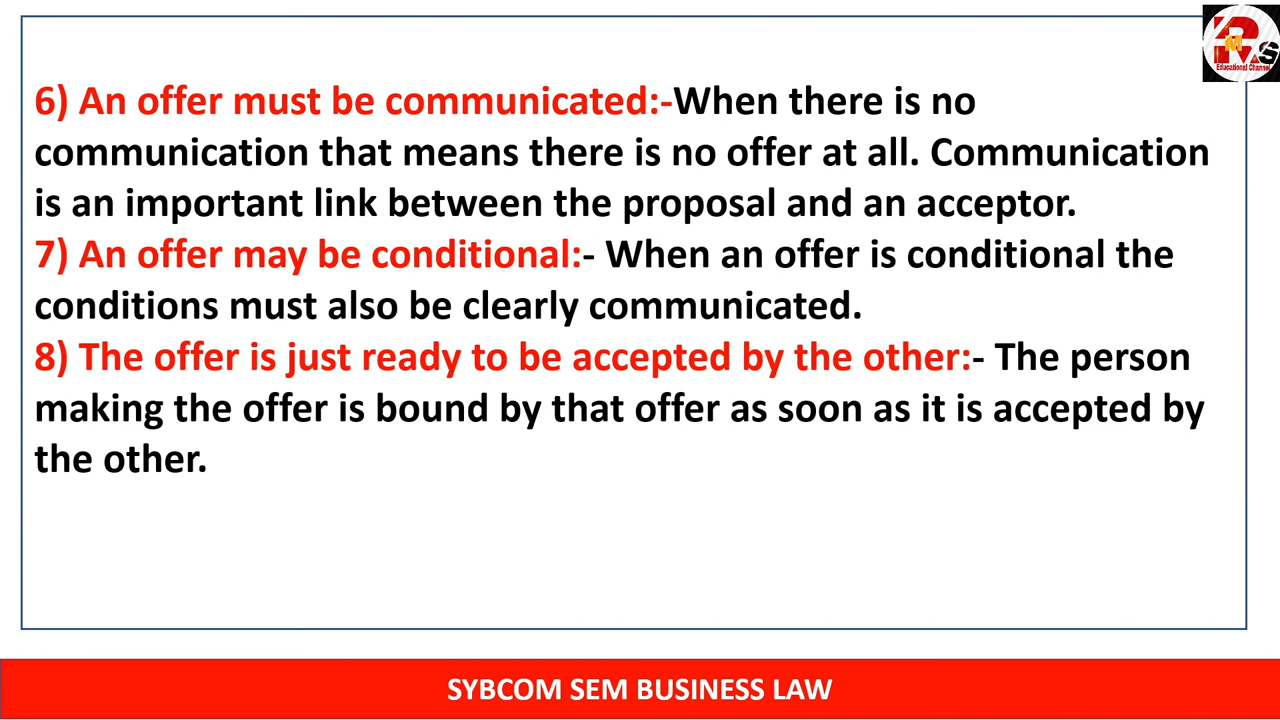 6) An offer must be communicated:-When there is no
communication that means there is no offer at all. Communication
is an important link between the proposal and an acceptor.
7) An offer may be conditional:- When an offer is conditional the
conditions must also be clearly communicated.
8) The offer is just ready to be accepted by the other:- The person
making the offer is bound by that offer as soon as it is accepted by
the other.
Educational Channel
SYBCOM SEM BUSINESS LAW